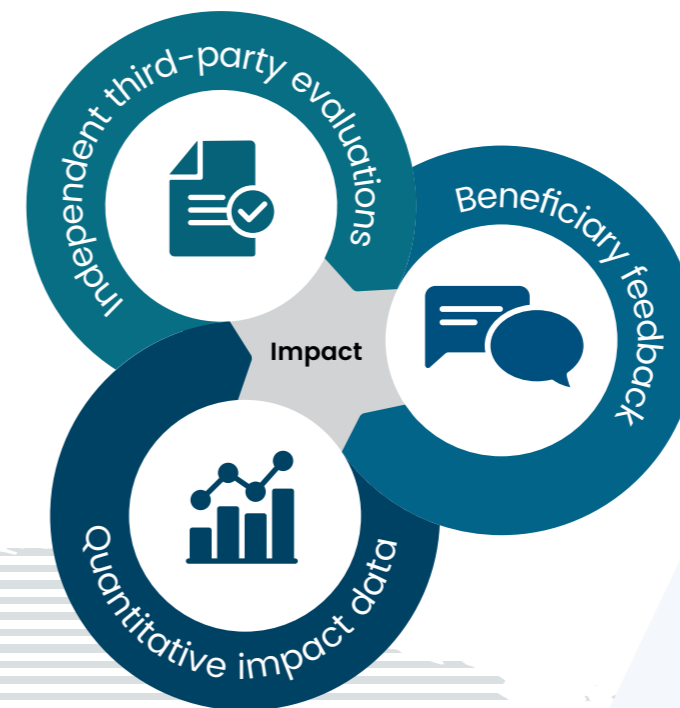 Independent third-party evaluations
Beneficiary feedback
Impact
Quantitative impact data